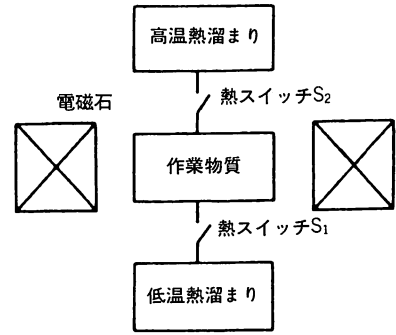 高温熱溜まり
熱スイッチS₂
電磁石
作業物質
熱スイッチS₁
低温熱溜まり